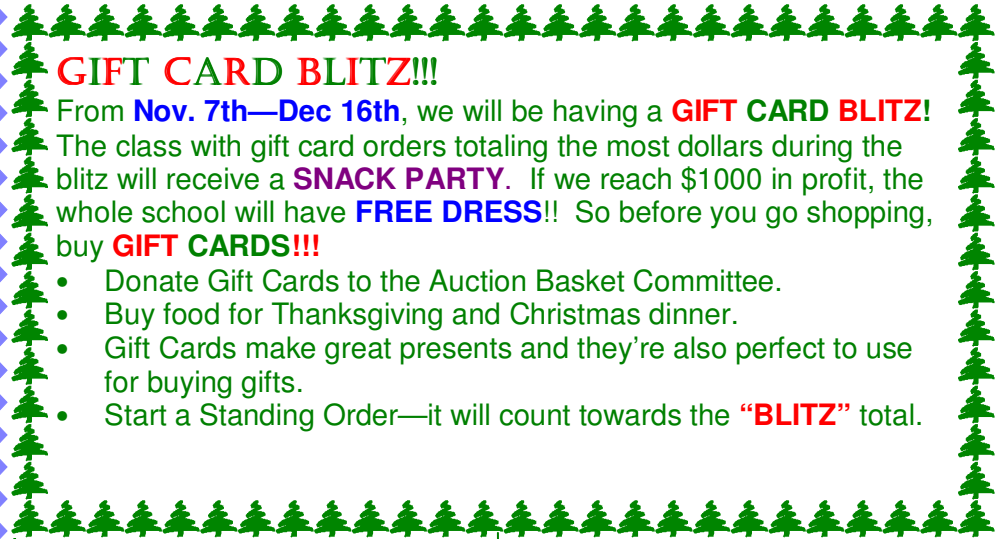 GIFT CARD BLITZ!!!
From Nov. 7th—Dec 16th, we will be having a GIFT CARD BLITZ!
The class with gift card orders totaling the most dollars during the
blitz will receive a SNACK PARTY.  If we reach $1000 in profit, the
whole school will have FREE DRESS!!  So before you go shopping,
buy GIFT CARDS!!!
• Donate Gift Cards to the Auction Basket Committee.
• Buy food for Thanksgiving and Christmas dinner.
• Gift Cards make great presents and they're also perfect to use
for buying gifts.
• Start a Standing Order—it will count towards the “BLITZ” total.